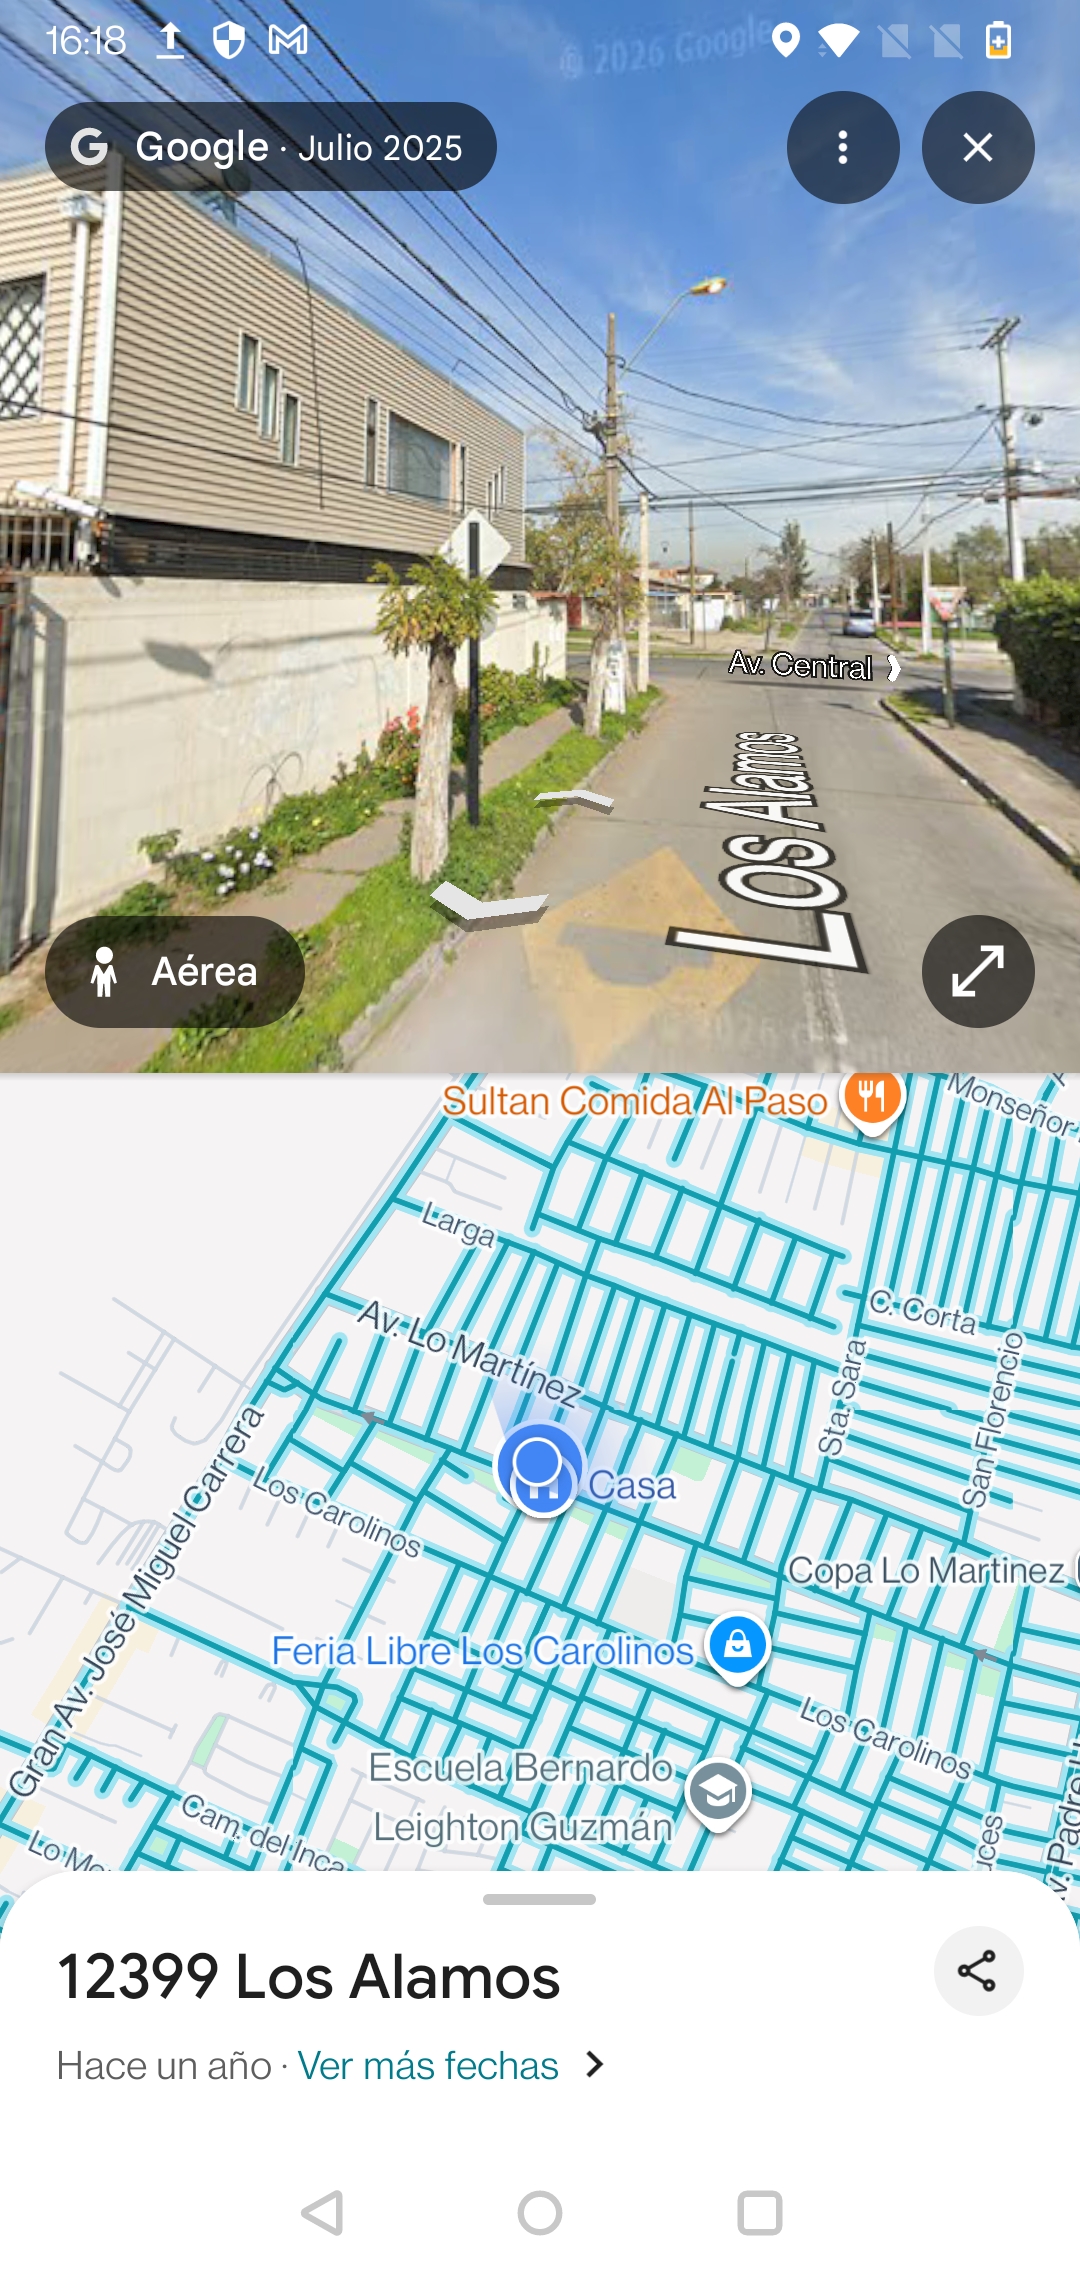 16:18
© 2026 Google
Google · Julio 2025
Av. Central
Los Alamos
Aérea
Sultan Comida Al Paso
Monseñor
Larga
Av. Lo Martínez
C. Corta
Sta. Sara
San Florencio
Gran Av. José Miguel Carrera
Los Carolinos
Casa
Copa Lo Martinez
Feria Libre Los Carolinos
Los Carolinos
Escuela Bernardo
Leighton Guzmán
Cam. del Inca
12399 Los Alamos
Hace un año · Ver más fechas